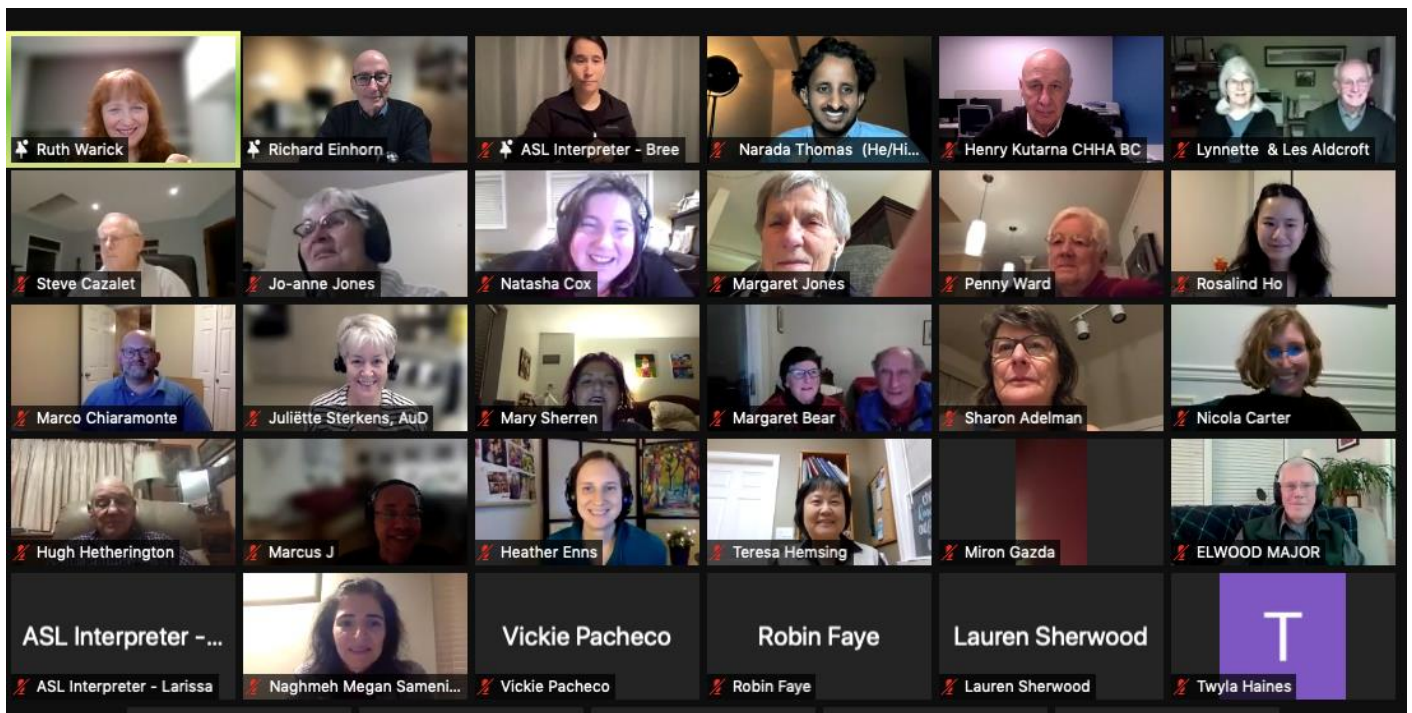 Ruth Warick
Richard Einhorn
ASL Interpreter - Bree
Narada Thomas (He/Hi...
Henry Kutarna CHHA BC
Lynnette & Les Aldcroft
Steve Cazalet
Jo-anne Jones
Natasha Cox
Margaret Jones
Penny Ward
Rosalind Ho
Marco Chiaramonte
Juliëtte Sterkens, AuD
Mary Sherren
Margaret Bear
Sharon Adelman
Nicola Carter
Hugh Hetherington
Marcus J
Heather Enns
Teresa Hemsing
Miron Gazda
ELWOOD MAJOR
ASL Interpreter -...
ASL Interpreter - Larissa
Naghmeh Megan Sameni...
Vickie Pacheco
Vickie Pacheco
Robin Faye
Robin Faye
Lauren Sherwood
Lauren Sherwood
T
Twyla Haines